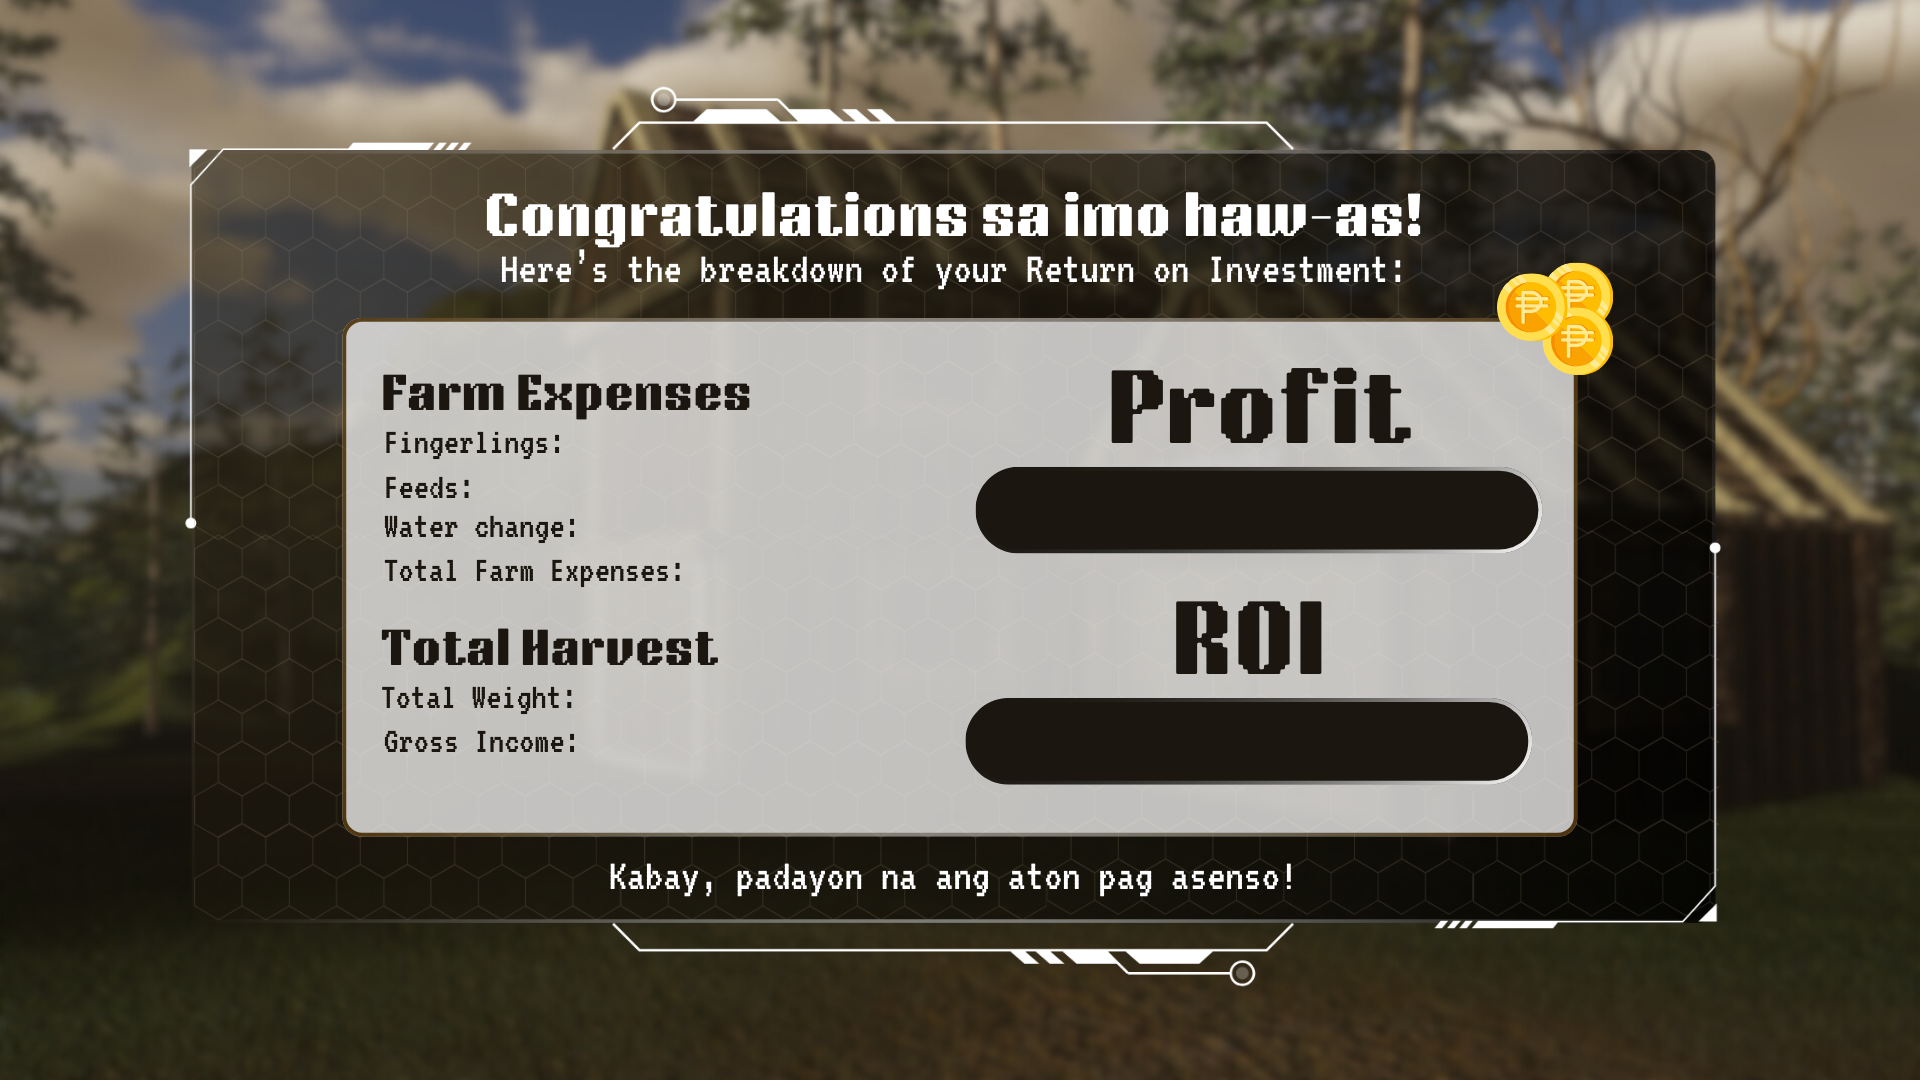 Congratulations sa imo haw-as!
Here's the breakdown of your Return on Investment:
Farm Expenses
Fingerlings:
Feeds:
Water change:
Total Farm Expenses:
Total Harvest
Total Weight:
Gross Income:
Profit
ROI
Kabay, padayon na ang aton pag asenso!